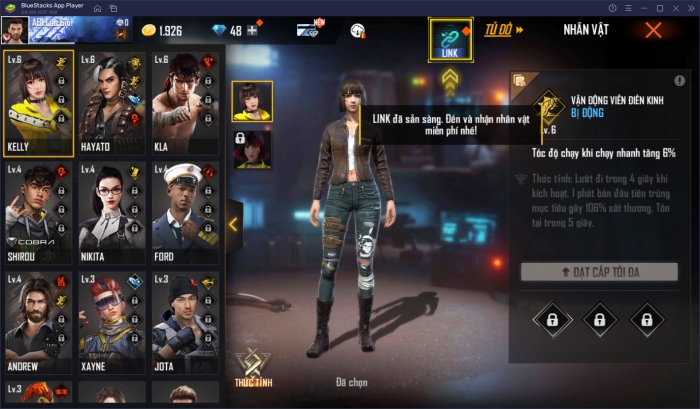 BlueStacks App Player
1.926
48
NEW
LINK
TỦ ĐỒ
NHÂN VẬT
Lv.6
KELLY
Lv.6
HAYATO
Lv.6
KLA
Lv.4
COBRA
SHIROU
Lv.4
NIKITA
Lv.4
FORD
Lv.4
ANDREW
Lv.3
XAYNE
Lv.3
JOTA
Lv.3
LINK đã sẵn sàng. Đến và nhận nhân vật
miễn phí nhé!
THỨC TỈNH
Đã chọn
VẬN ĐỘNG VIÊN ĐIỀN KINH
BỊ ĐỘNG
Lv. 6
Tốc độ chạy khi chạy nhanh tăng 6%
Thức tỉnh: Lướt đi trong 4 giây khi
kích hoạt. 1 phát bắn đầu tiên trúng
mục tiêu gây 106% sát thương. Tồn
tại trong 5 giây.
ĐẠT CẤP TỐI ĐA